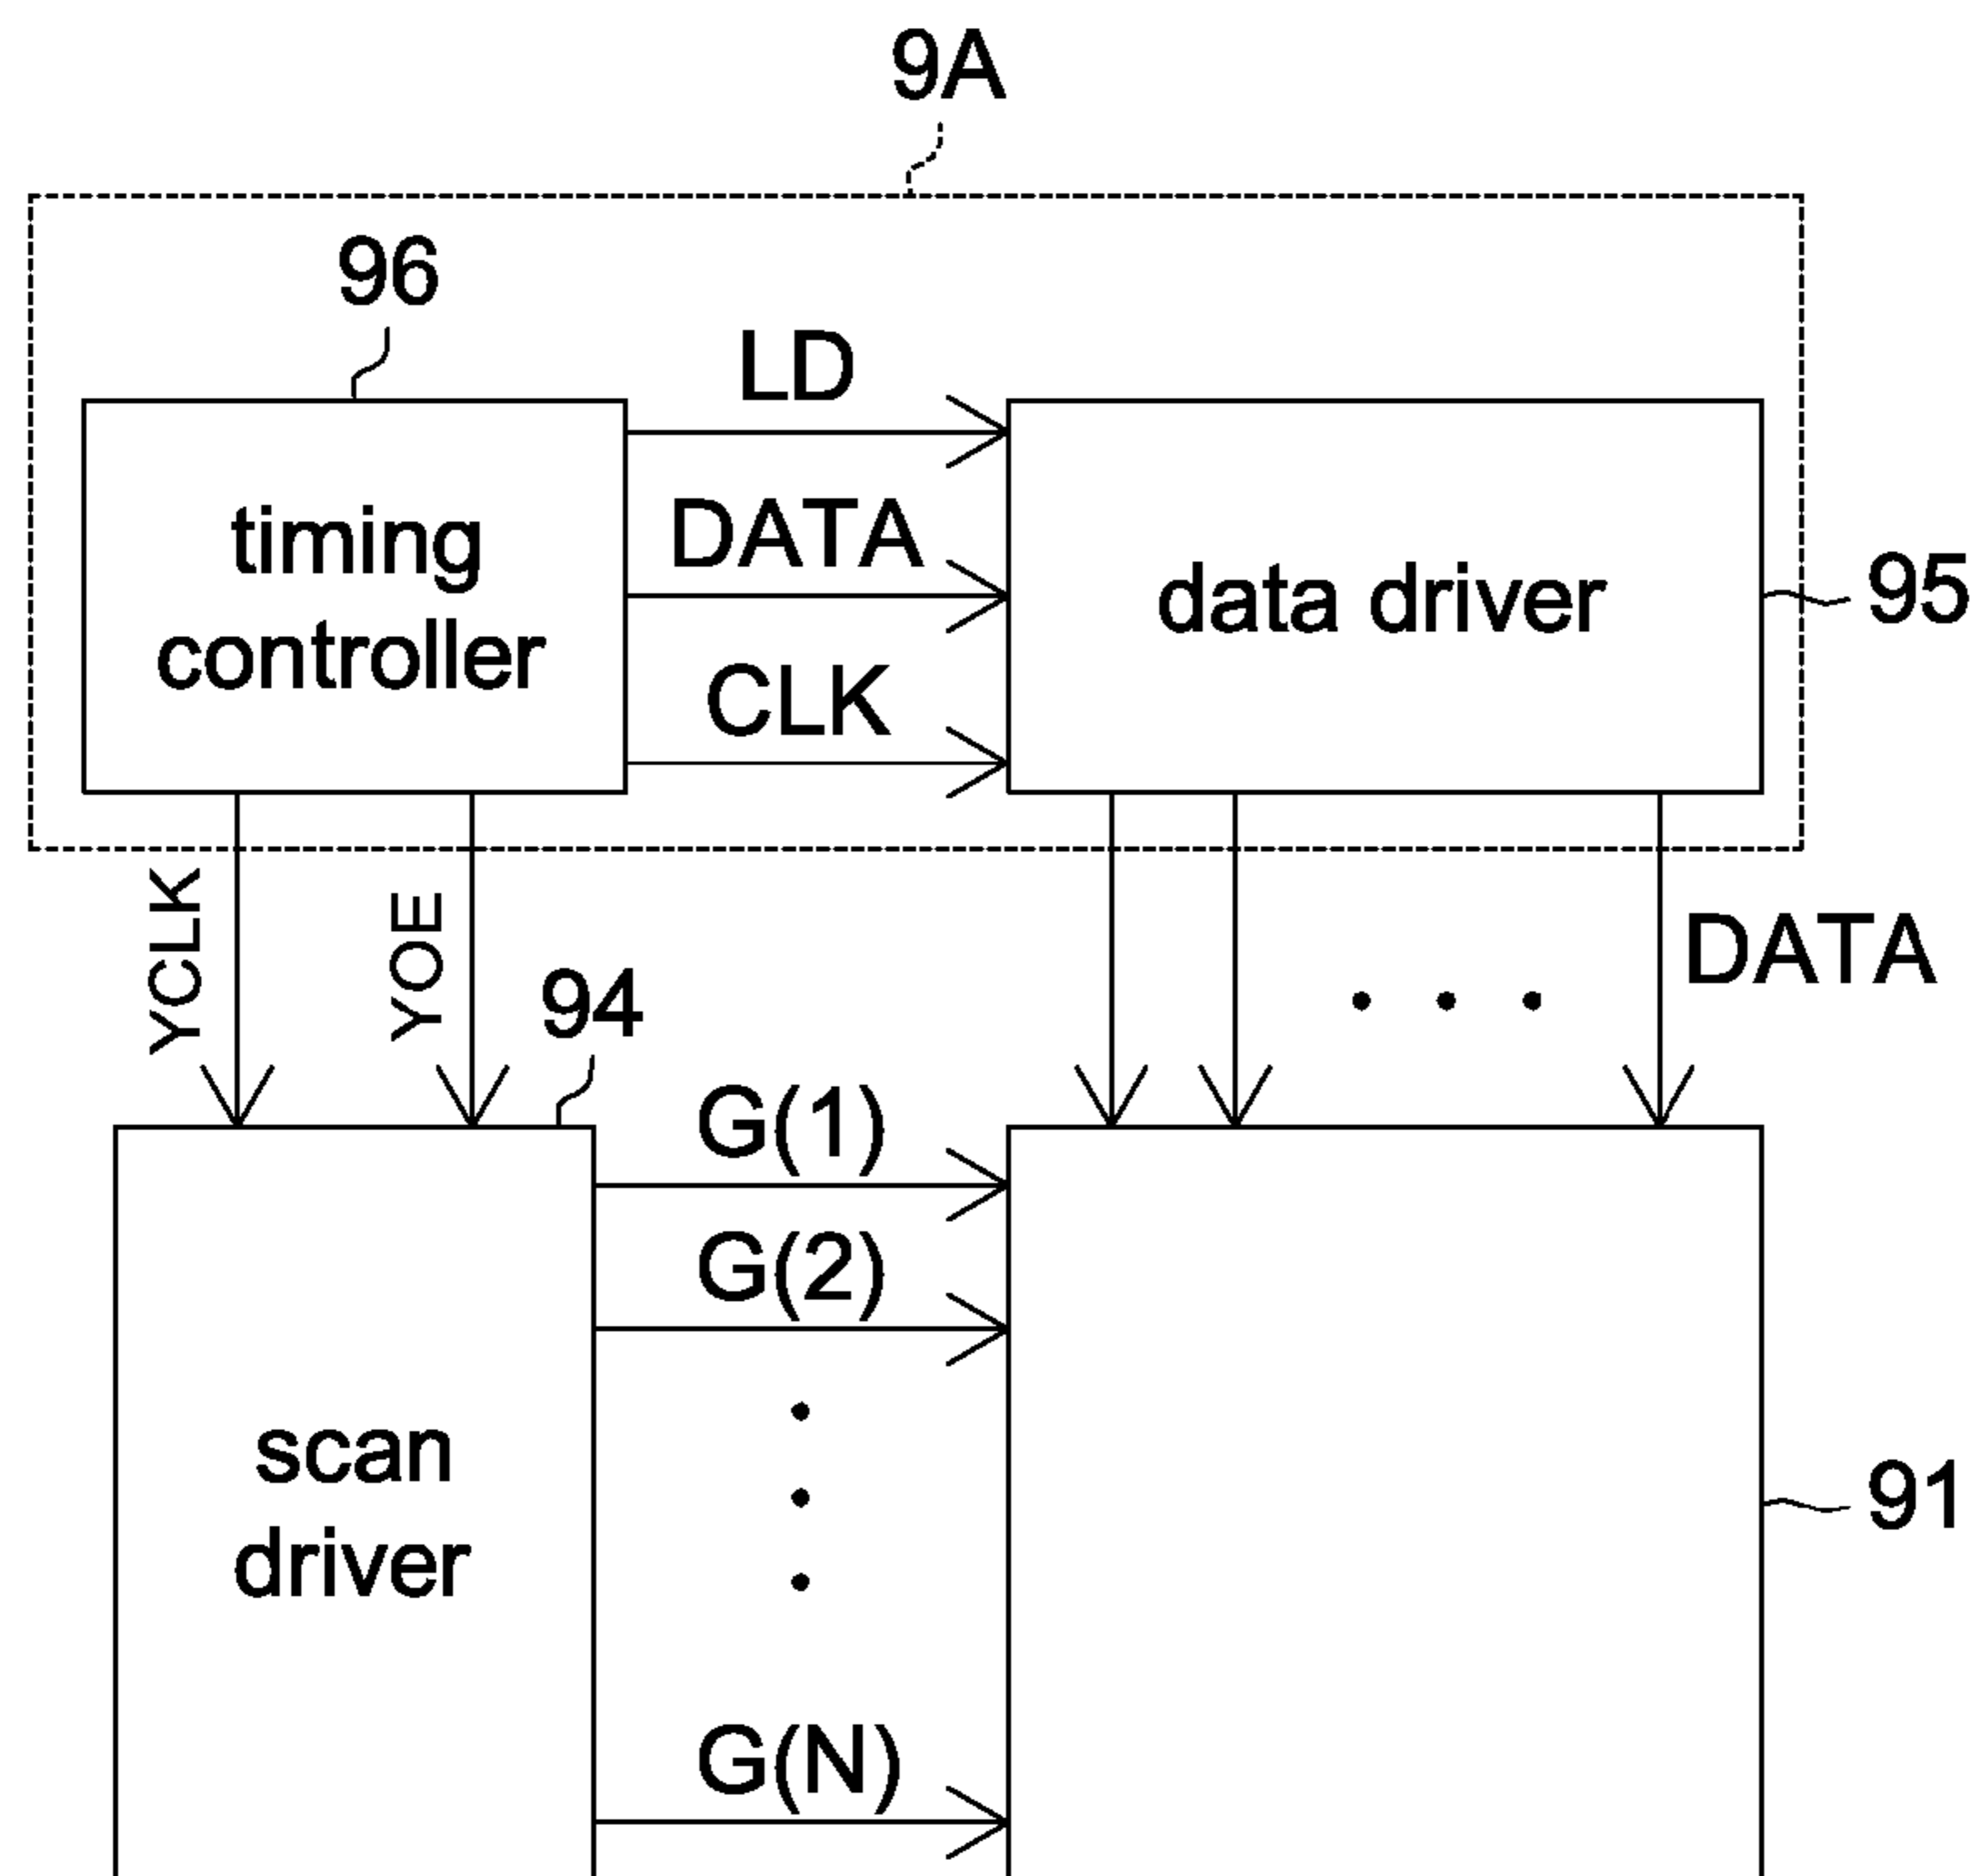 9A
96
LD
timing
controller
DATA
data driver
95
CLK
YCLK
YOE
DATA
94
G(1)
G(2)
scan
driver
91
G(N)